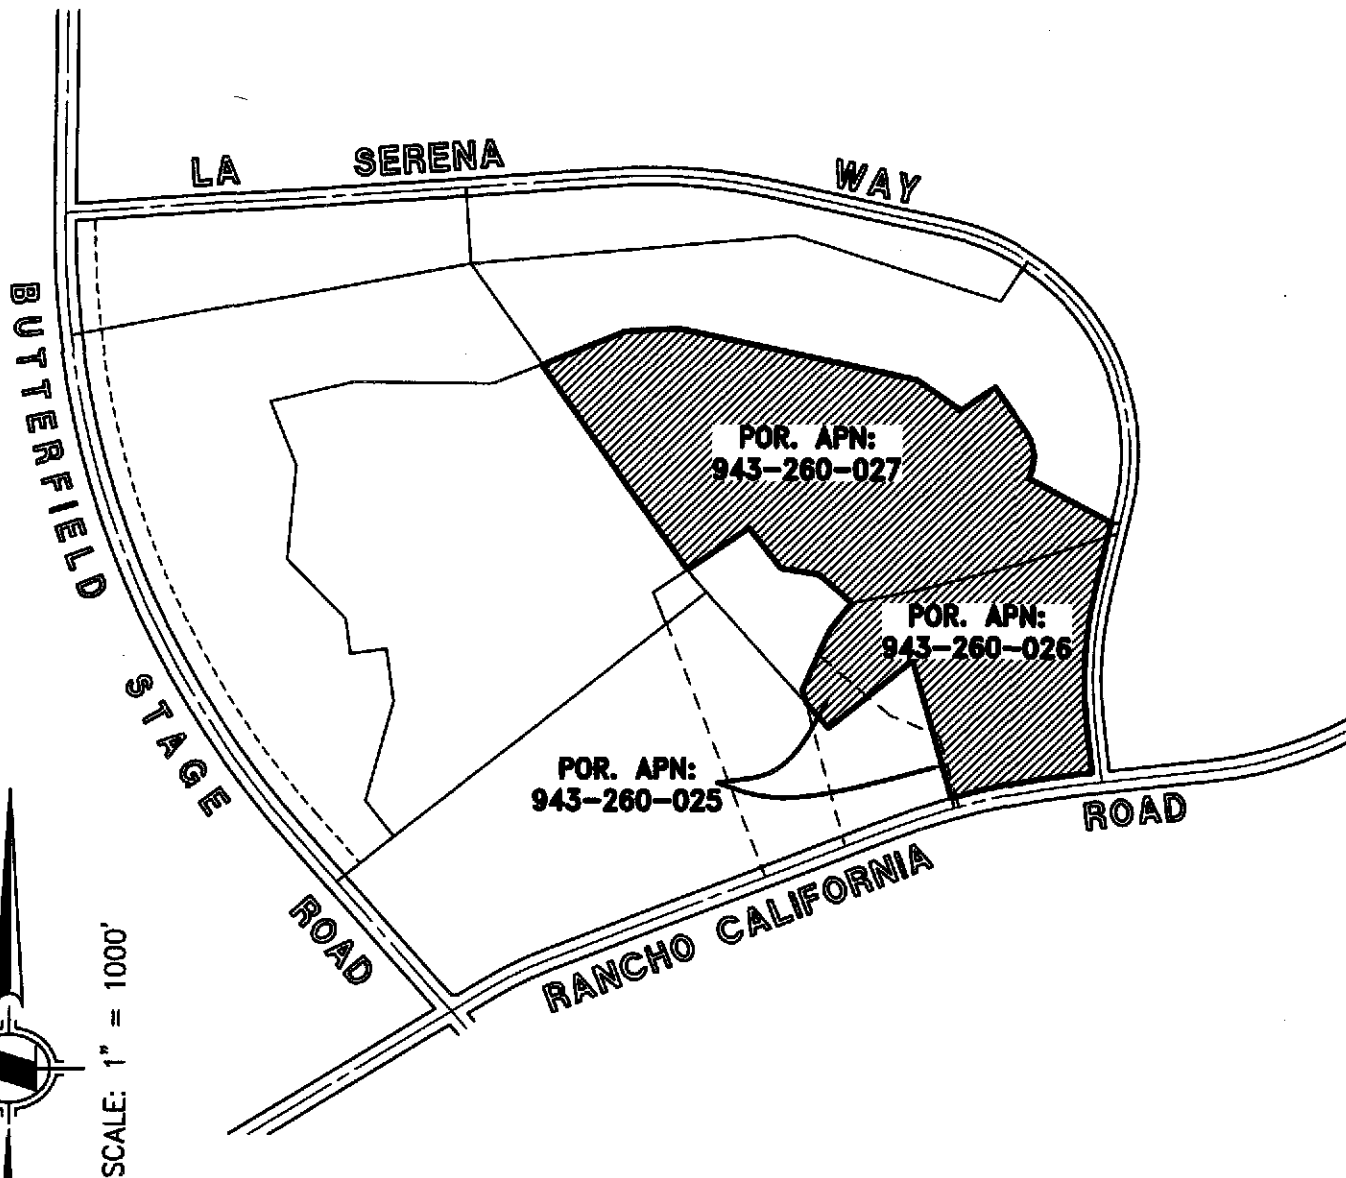 LA SERENA WAY
BUTTERFIELD STAGE ROAD
POR. APN:
943-260-027
POR. APN:
943-260-026
POR. APN:
943-260-025
RANCHO CALIFORNIA ROAD
SCALE: 1" = 1000'